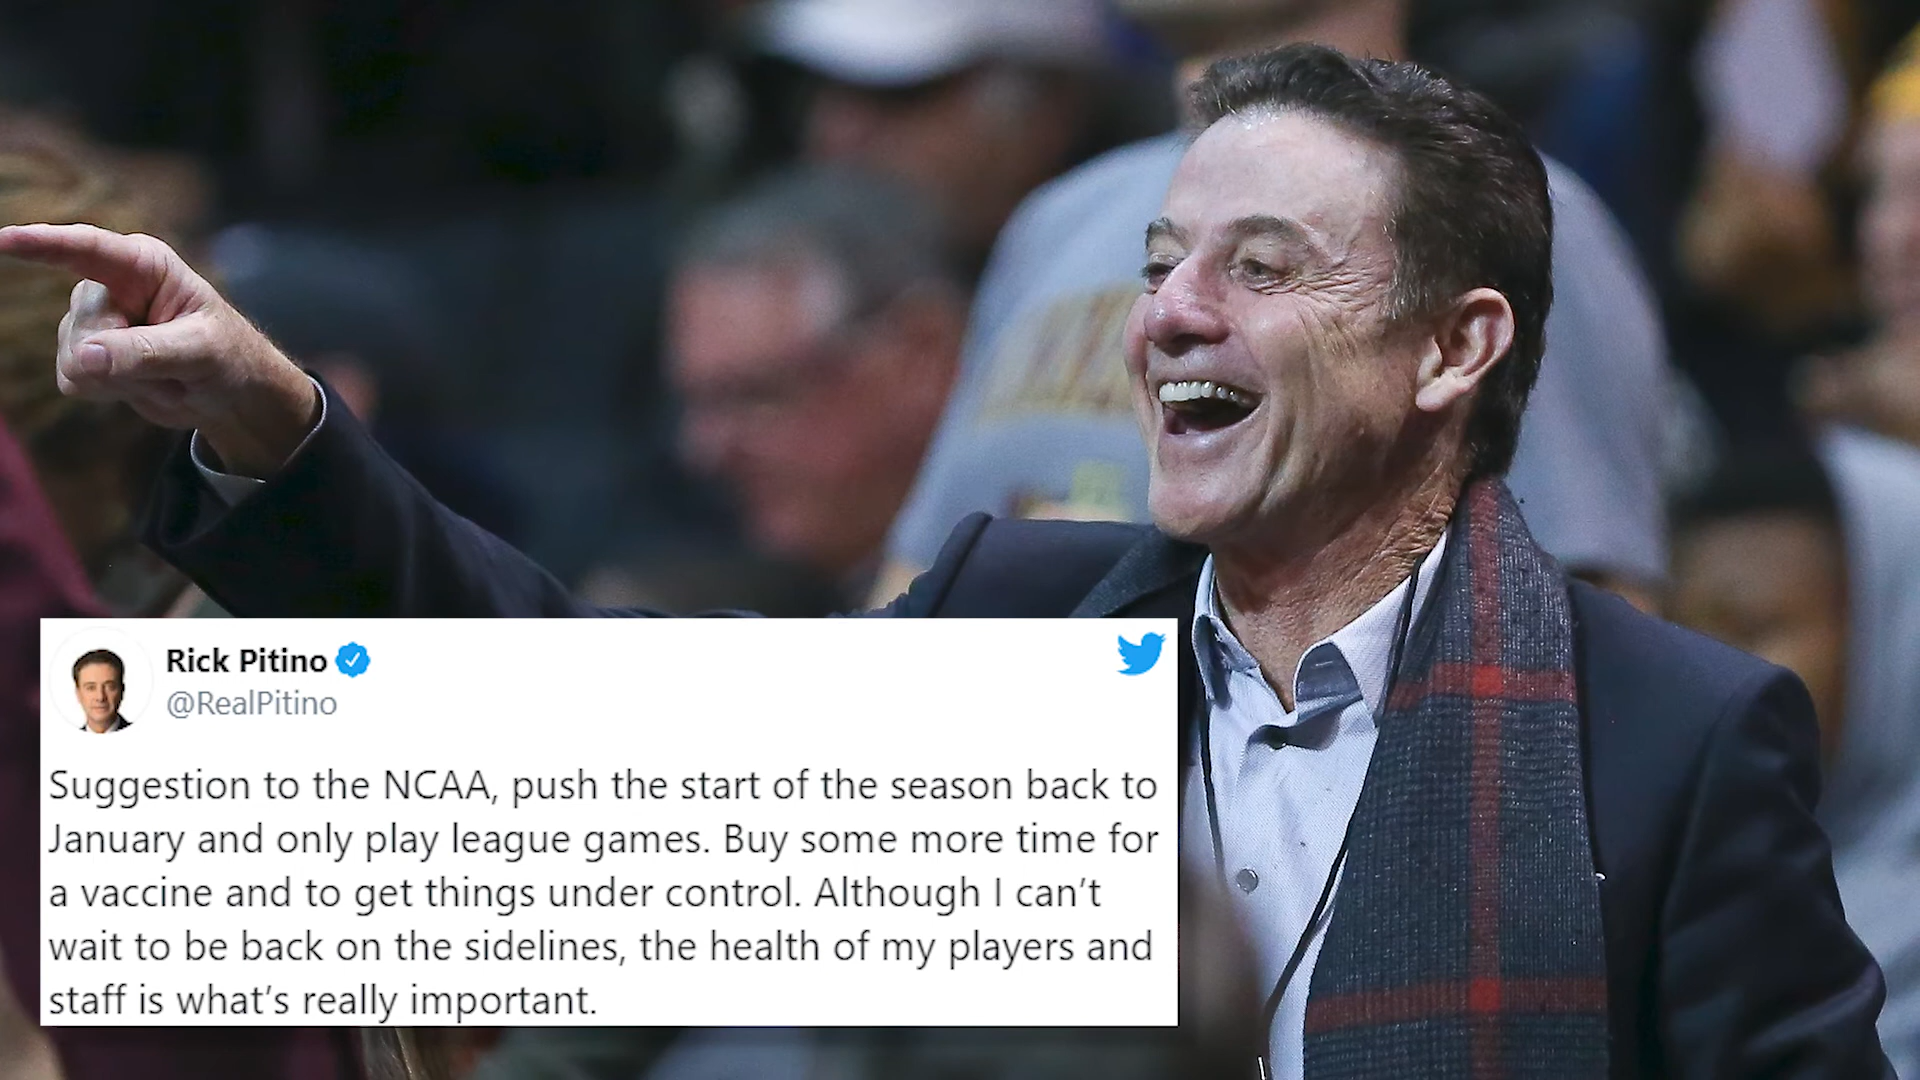 Rick Pitino
@RealPitino
Suggestion to the NCAA, push the start of the season back to
January and only play league games. Buy some more time for
a vaccine and to get things under control. Although I can’t
wait to be back on the sidelines, the health of my players and
staff is what’s really important.